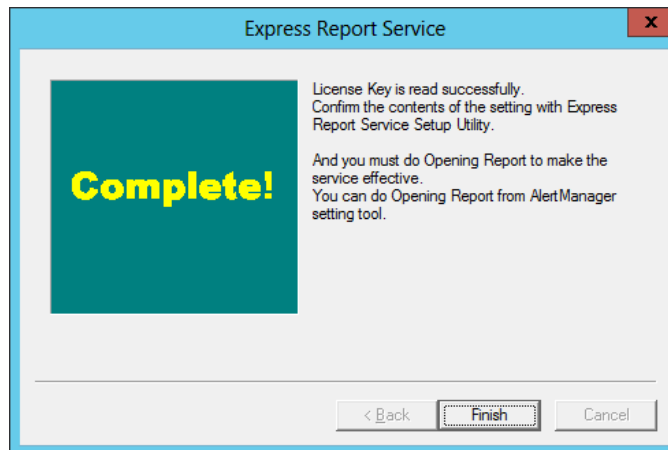 Express Report Service
x
Complete!
License Key is read successfully.
Confirm the contents of the setting with Express
Report Service Setup Utility.
And you must do Opening Report to make the
service effective.
You can do Opening Report from AlertManager
setting tool.
< Back
Finish
Cancel